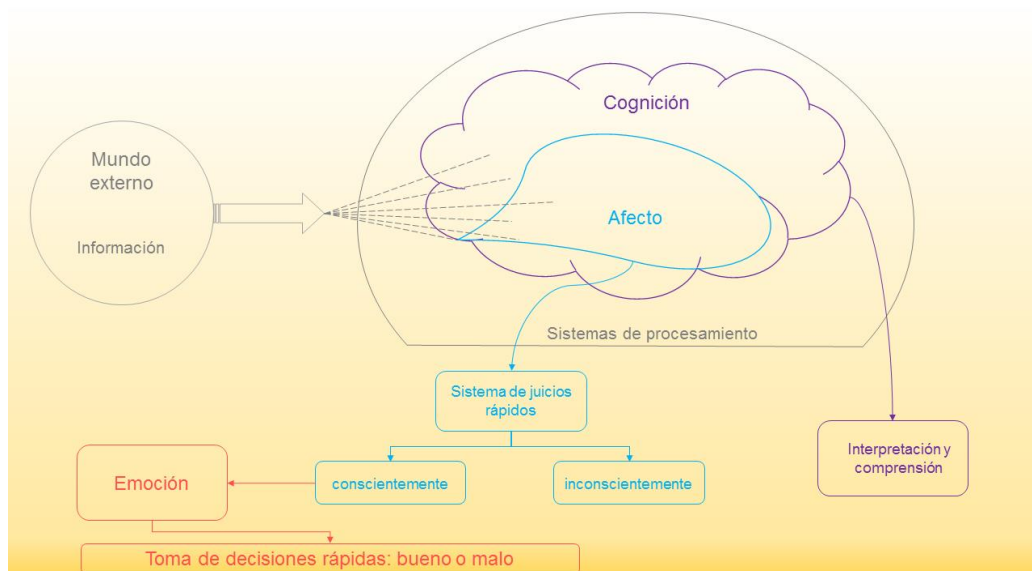 Mundo
externo
Información
Cognición
Afecto
Sistemas de procesamiento
Sistema de juicios
rápidos
conscientemente
inconscientemente
Interpretación y
comprensión
Emoción
Toma de decisiones rápidas: bueno o malo